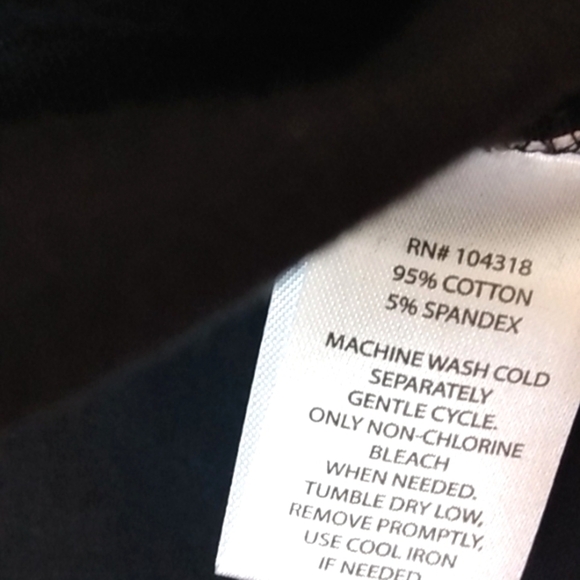 RN# 104318
95% COTTON
5% SPANDEX
MACHINE WASH COLD
SEPARATELY
GENTLE CYCLE.
ONLY NON-CHLORINE
BLEACH
WHEN NEEDED.
TUMBLE DRY LOW,
REMOVE PROMPTLY,
USE COOL IRON
IF NEEDED